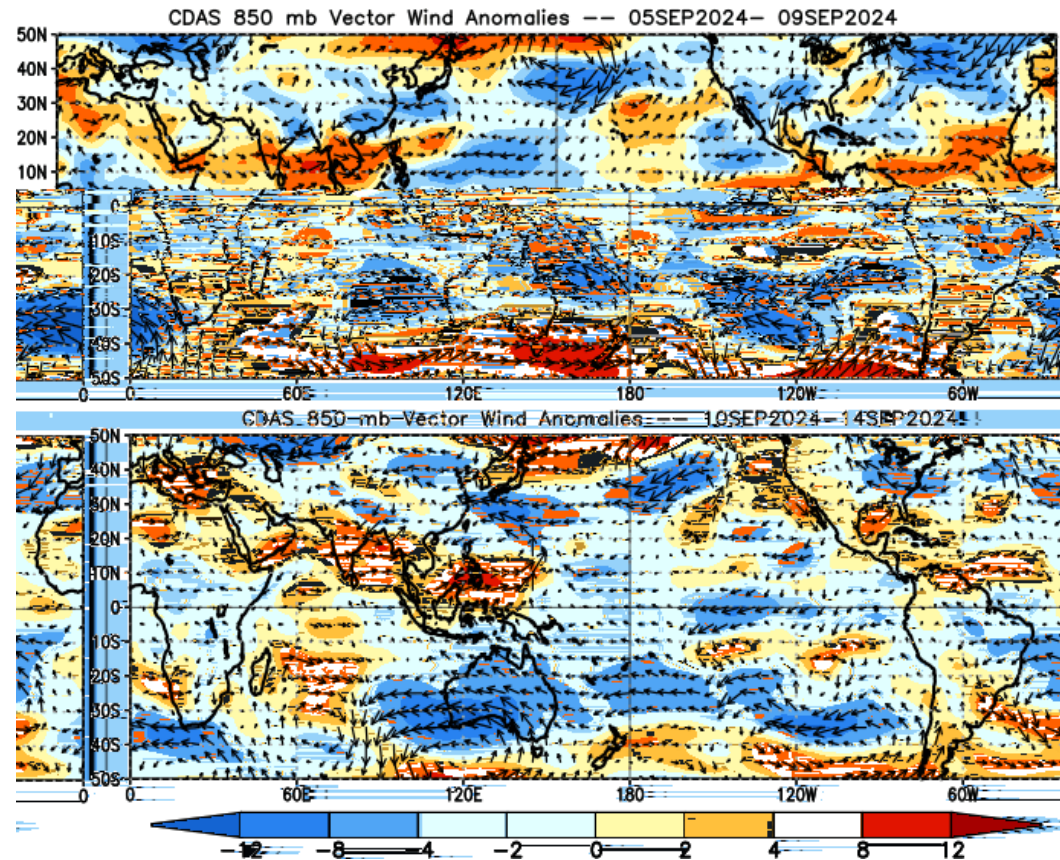 CDAS 850 mb Vector Wind Anomalies -- 05SEP2024- 09SEP2024
50N
40N
30N
20N
10N
0
10S
20S
50S
0 0 60E 120E 180 120W 60W
CDAS 850-mb Vector Wind Anomalies -- 10SEP2024-14SEP2024
50N
40N
30N
20N
10N
0
10S
20S
30S
40S
50S
0 0 60E 120E 180 120W 60W
-12 -8 -4 -2 0 2 4 8 12